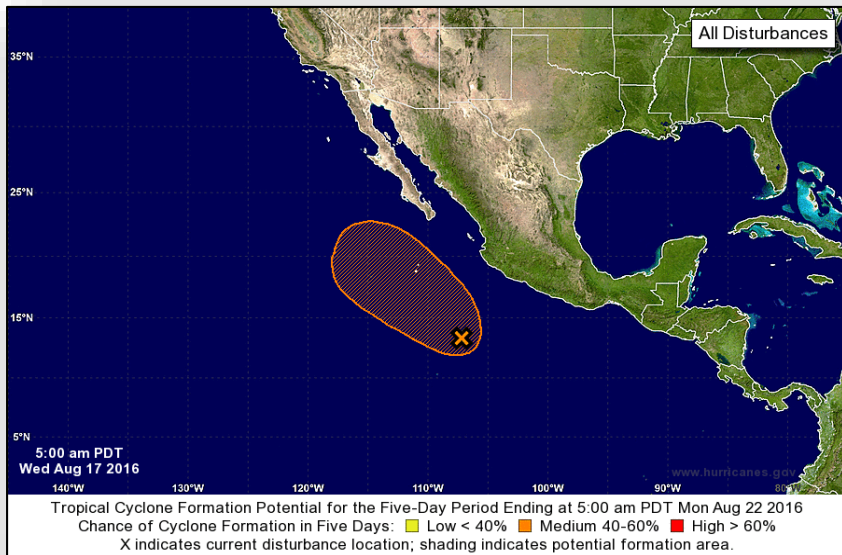 All Disturbances
35°N
25°N
15°N
5°N
5:00 am PDT
Wed Aug 17 2016
www.hurricanes.gov
140°W 130°W 120°W 110°W 100°W 90°W 80°
Tropical Cyclone Formation Potential for the Five-Day Period Ending at 5:00 am PDT Mon Aug 22 2016
Chance of Cyclone Formation in Five Days: Low < 40% Medium 40-60% High > 60%
X indicates current disturbance location; shading indicates potential formation area.